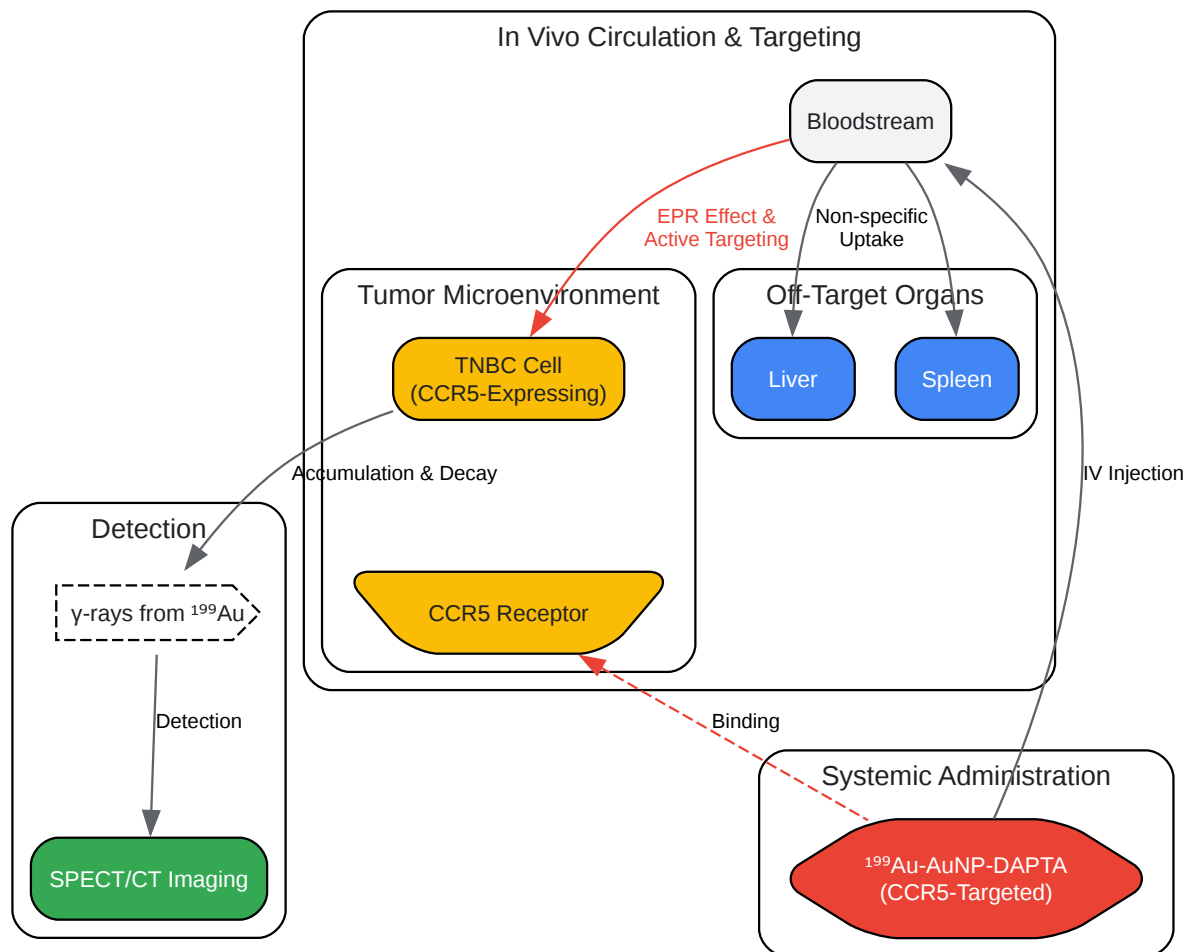 In Vivo Circulation & Targeting
Bloodstream
EPR Effect &
Active Targeting
Non-specific
Uptake
Tumor Microenvironment
Off-Target Organs
TNBC Cell
(CCR5-Expressing)
Liver
Spleen
Accumulation & Decay
IV Injection
Detection
γ-rays from ¹⁹⁹Au
CCR5 Receptor
Detection
Binding
Systemic Administration
SPECT/CT Imaging
¹⁹⁹Au-AuNP-DAPTA
(CCR5-Targeted)